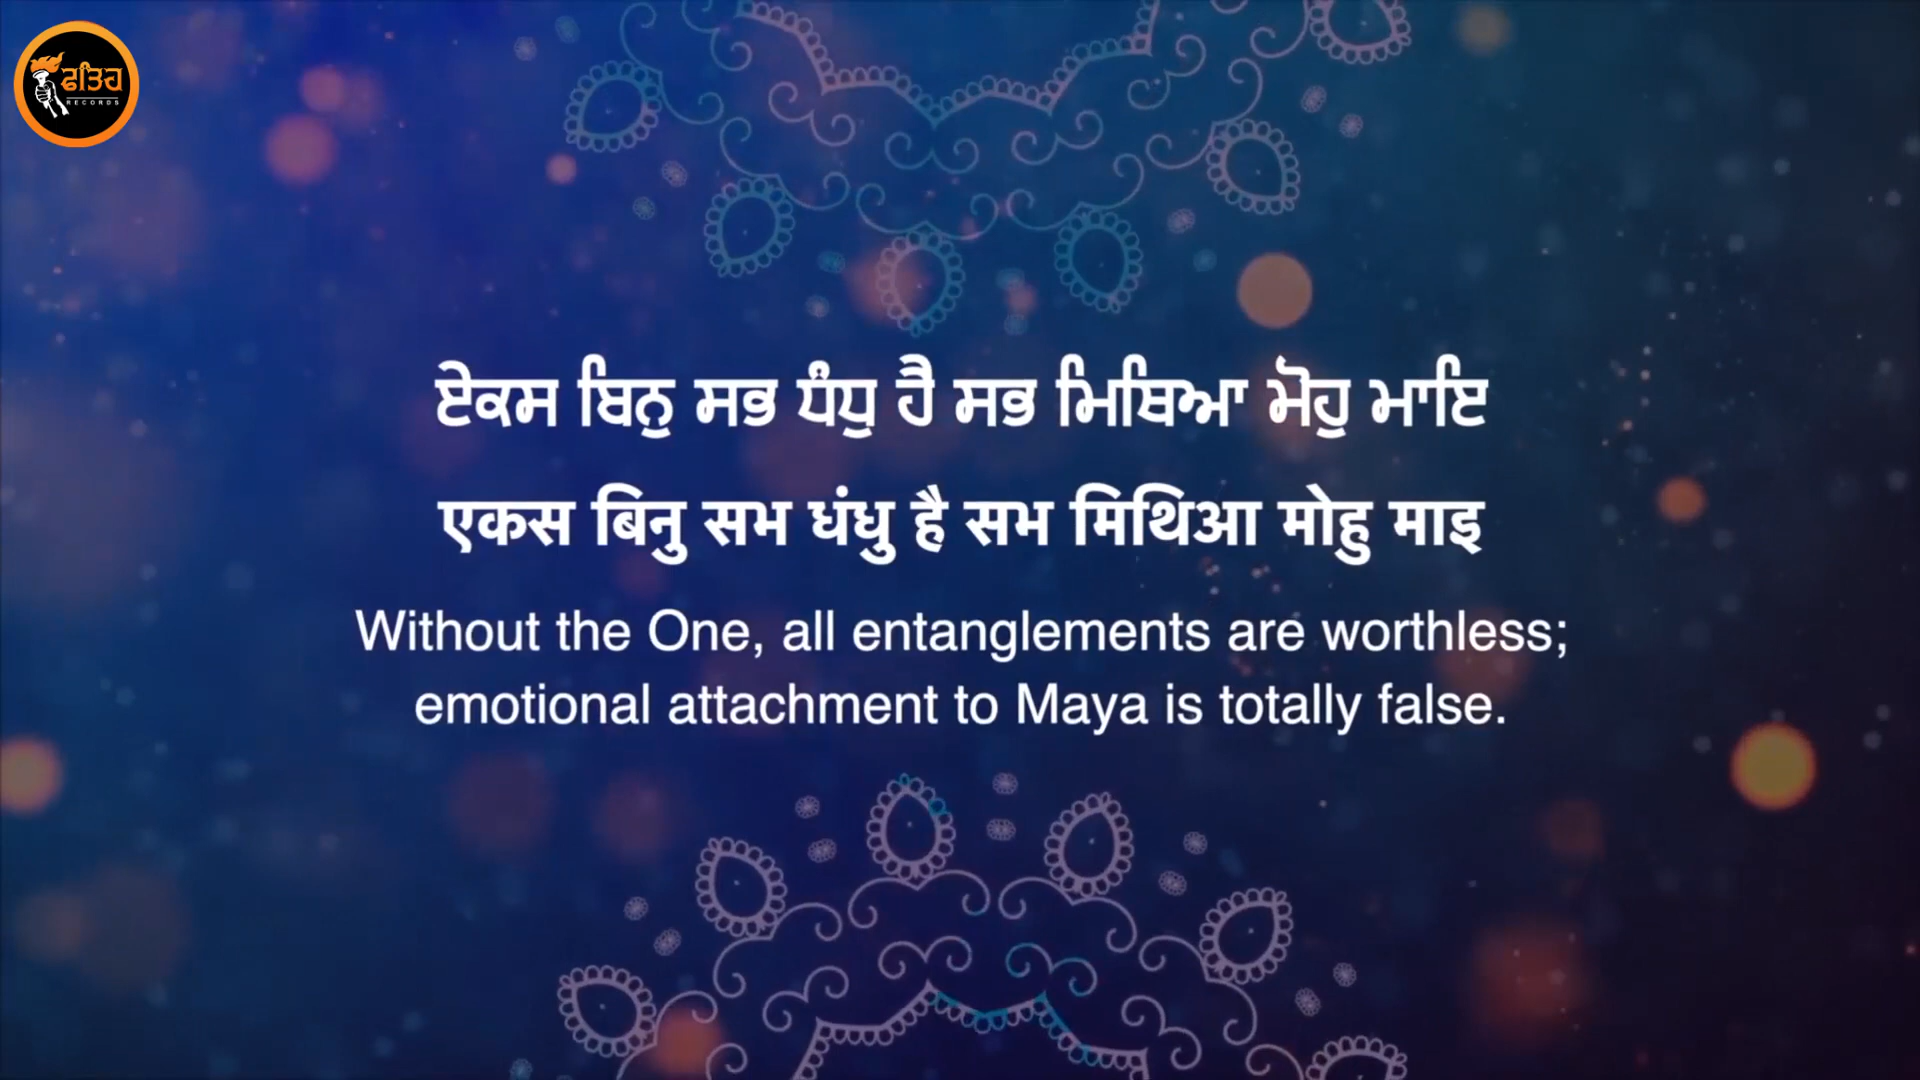 ਫਤਿਹ
RECORDS
ਏਕਸ ਬਿਨੁ ਸਭ ਧੰਧੁ ਹੈ ਸਭ ਮਿਥਿਆ ਮੋਹੁ ਮਾਇ
एकस बिनु सभ धंधु है सभ मिथिआ मोहु माइ
Without the One, all entanglements are worthless;
emotional attachment to Maya is totally false.